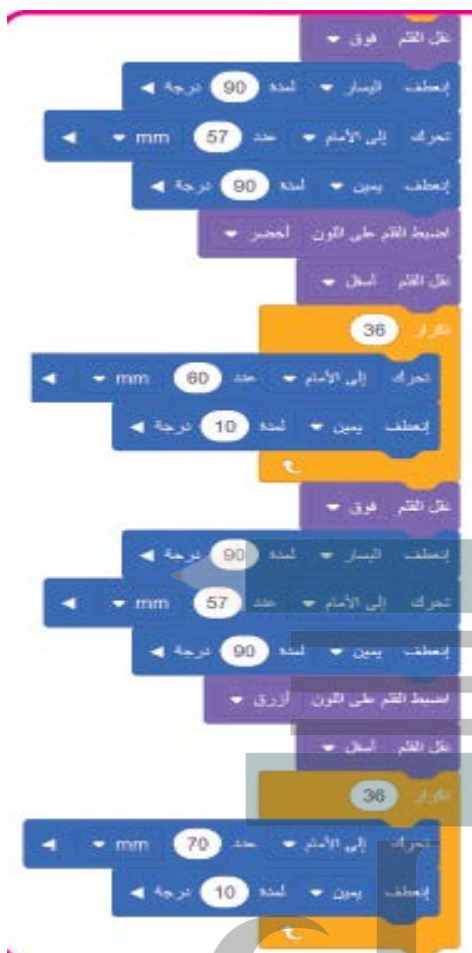 نقل القلم فوق
إنعطف اليسار لمدة 90 درجة
تحرك إلى الأمام عدد 57 mm
إنعطف يمين لمدة 90 درجة
اضبط القلم على اللون أخضر
نقل القلم أسفل
تكرار 36
تحرك إلى الأمام عدد 60 mm
إنعطف يمين لمدة 10 درجة
نقل القلم فوق
إنعطف اليسار لمدة 90 درجة
تحرك إلى الأمام عدد 57 mm
إنعطف يمين لمدة 90 درجة
اضبط القلم على اللون أزرق
نقل القلم أسفل
تكرار 36
تحرك إلى الأمام عدد 70 mm
إنعطف يمين لمدة 10 درجة